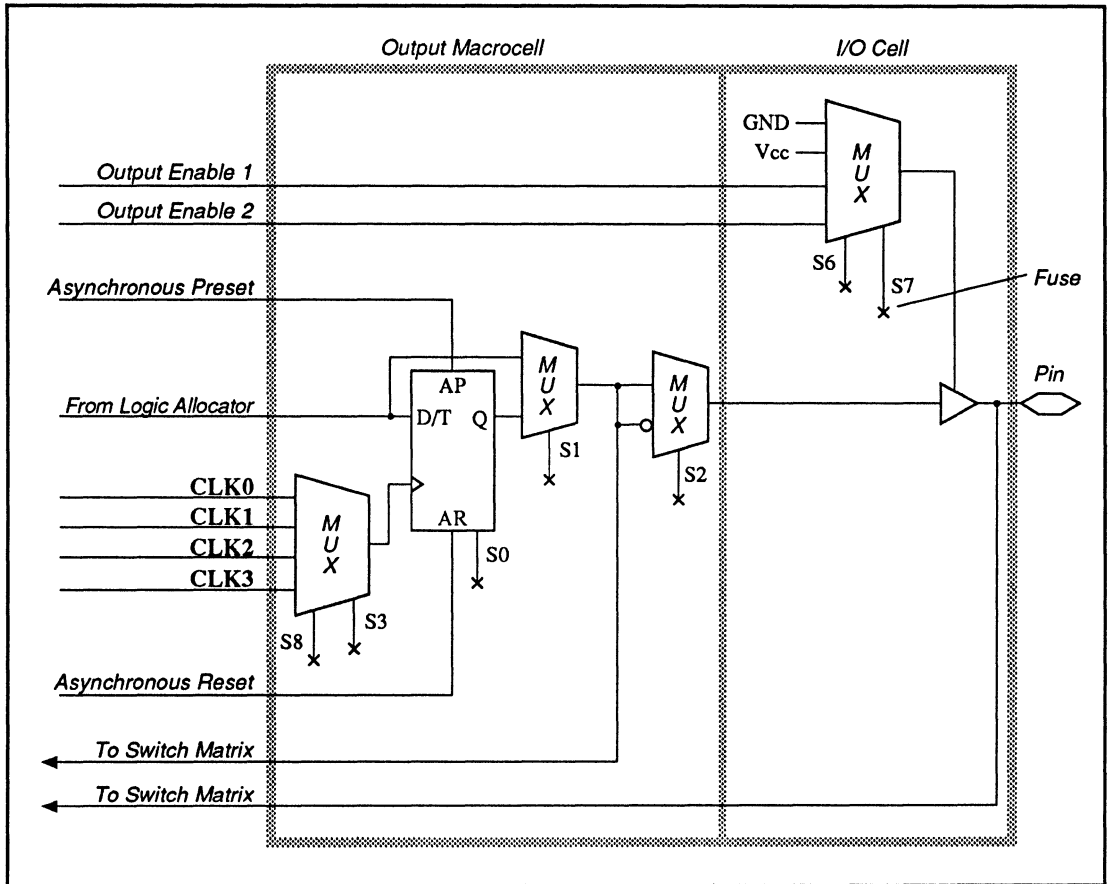 Output Macrocell
I/O Cell
GND
Vcc
M
U
X
Output Enable 1
Output Enable 2
S6
S7
Fuse
Asynchronous Preset
M
U
X
M
U
X
Pin
AP
From Logic Allocator
D/T Q
S1
S2
CLK0
CLK1
CLK2
CLK3
M
U
X
AR
S0
S8
S3
Asynchronous Reset
To Switch Matrix
To Switch Matrix